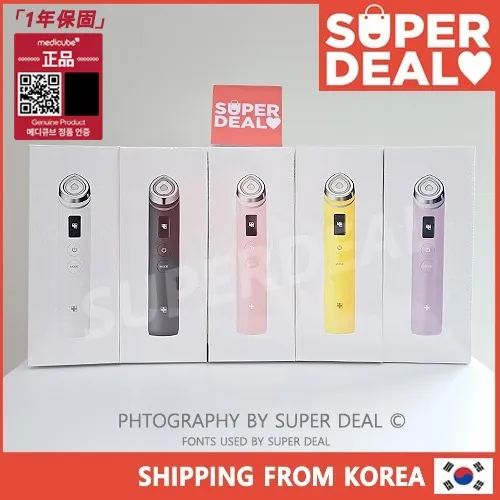 「1年保固」
medicube
正品
Genuine Product
메디큐브 정품 인증
SUPER
DEAL
SUPER
DEAL
SUPERDEAL
PHTOGRAPHY BY SUPER DEAL ©
FONTS USED BY SUPER DEAL
SHIPPING FROM KOREA